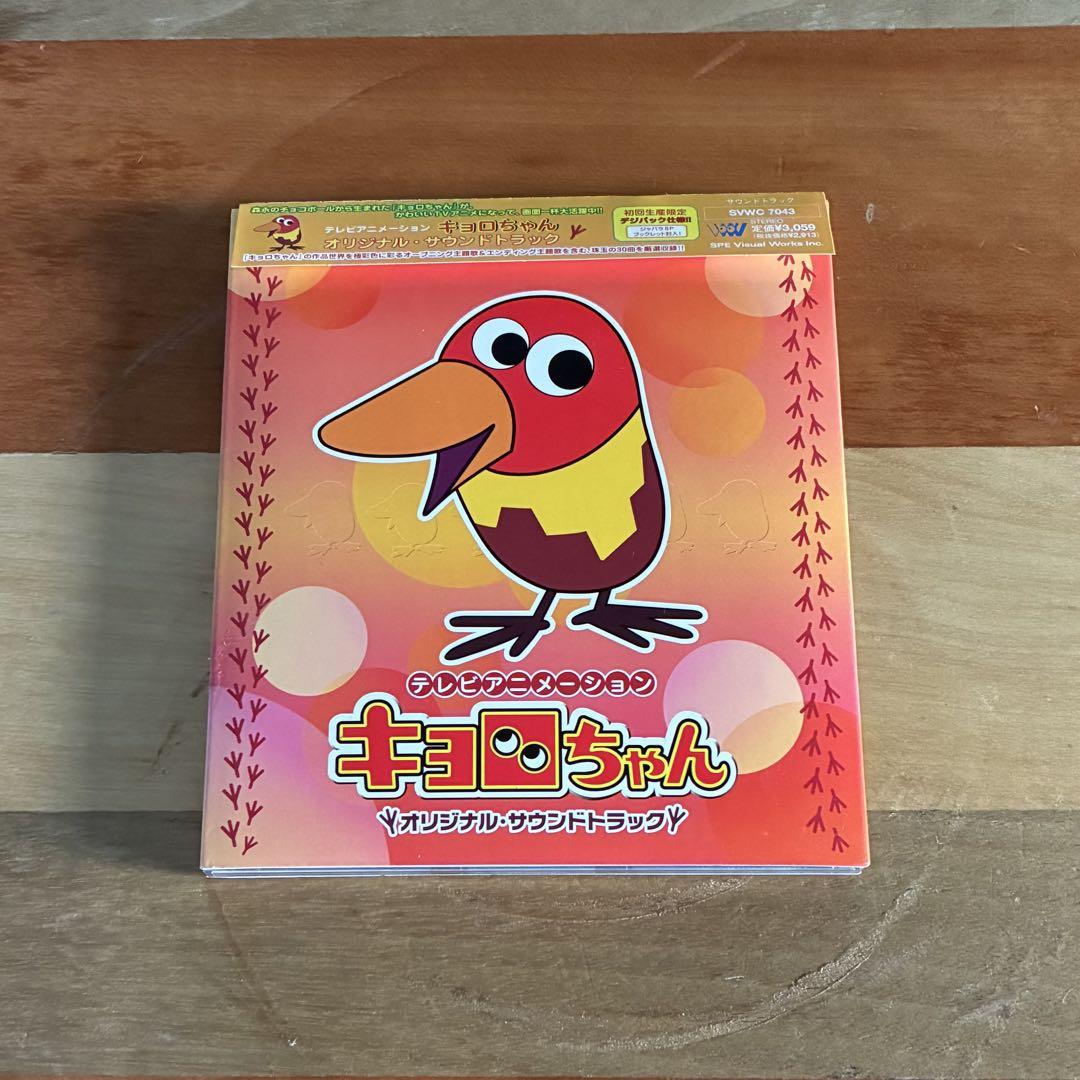 森永のチョコボールから生まれた「キョロちゃん」が、
かわいいTVアニメになって、画面一杯大活躍中!!
テレビアニメーション キョロちゃん
オリジナル・サウンドトラック
「キョロちゃん」の作品世界を極彩色に彩るオープニング主題歌&エンディング主題歌を含む、珠玉の30曲を厳選収録!!
初回生産限定
デジパック仕様!!
ジャバラ8P
ブックレット封入!
サウンドトラック
SVWC 7043
STEREO
定価¥3,059
(税抜価格¥2,913)
SPE Visual Works Inc.
テレビアニメーション
キョロちゃん
オリジナル・サウンドトラック